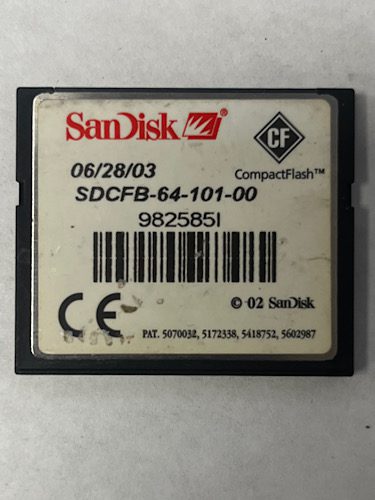 SanDisk
CF
06/28/03
CompactFlash™
SDCFB-64-101-00
982585I
CE
© 02 SanDisk
PAT. 5070032, 5172338, 5418752, 5602987